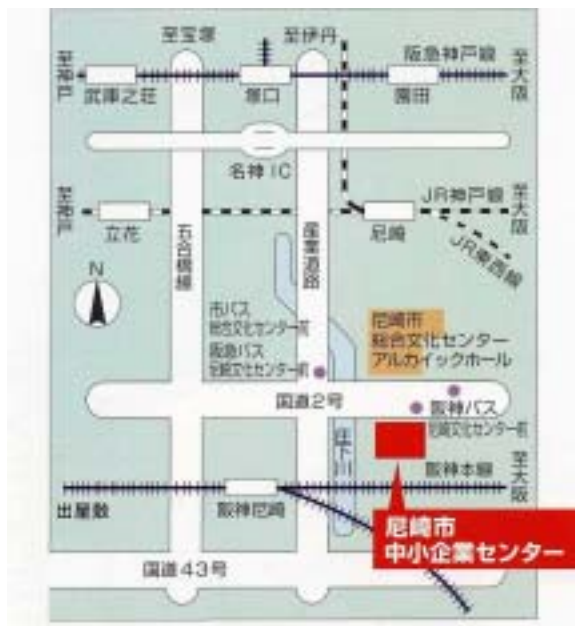 至宝塚
至伊丹
阪急神戸線
至神戸
至大阪
武庫之荘
塚口
園田
名神IC
JR神戸線
至神戸
至大阪
立花
尼崎
JR東西線
五合橋線
産業道路
N
市バス
総合文化センター前
阪急バス
尼崎文化センター前
尼崎市
総合文化センター
アルカイックホール
国道2号
阪神バス
尼崎文化センター前
庄下川
阪神本線
至大阪
出屋敷
阪神尼崎
尼崎市
中小企業センター
国道43号